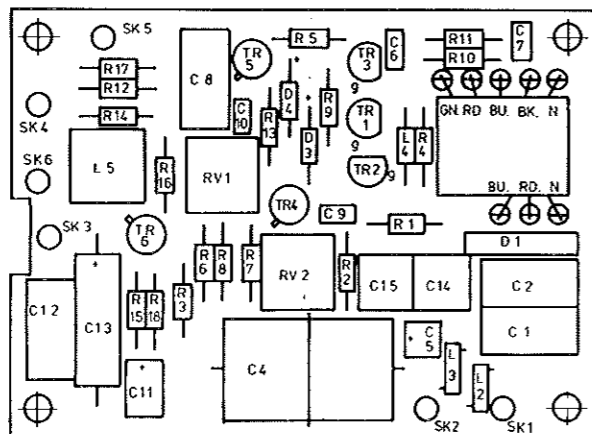 SK5
TR5
R5
TR3
C6
R11
R10
C7
R17
R12
C8
SK4
R14
C10
R13
D4
D3
R9
g
TR1
g
GN. RD BU. BK. N
L4
R4
SK6
L5
R16
RV1
TR2
g
BU. RD. N
TR4
C9
R1
SK3
TR6
D1
R6
R8
R7
RV2
R2
C15
C14
C2
C12
+
C13
R15
R18
R3
C1
C4
+
C5
L3
L2
+
C11
SK2
SK1